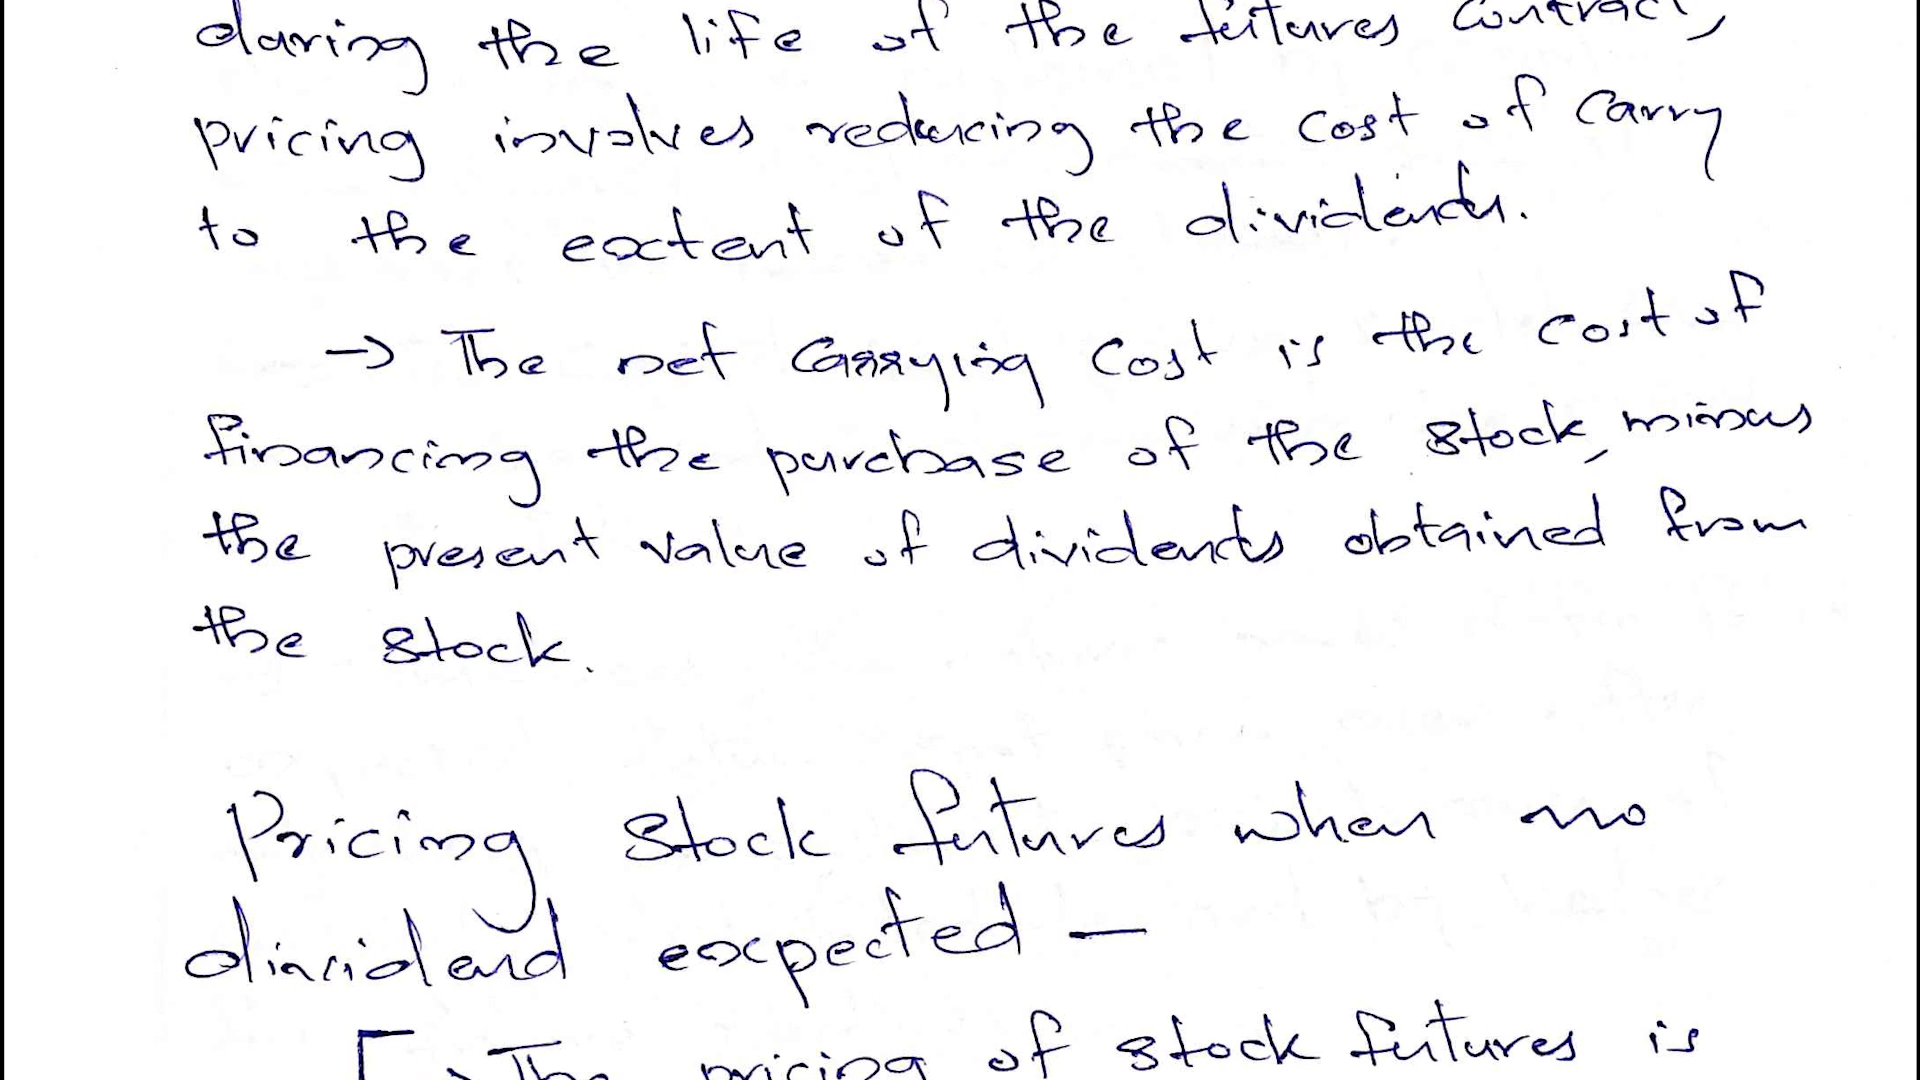 during the life of the futures contract,
pricing involves reducing the cost of carry
to the extent of the dividends.
→ The net carrying cost is the cost of
financing the purchase of the stock, minus
the present value of dividends obtained from
the stock.
Pricing stock futures when no
dividend expected —
→ The pricing of stock futures is